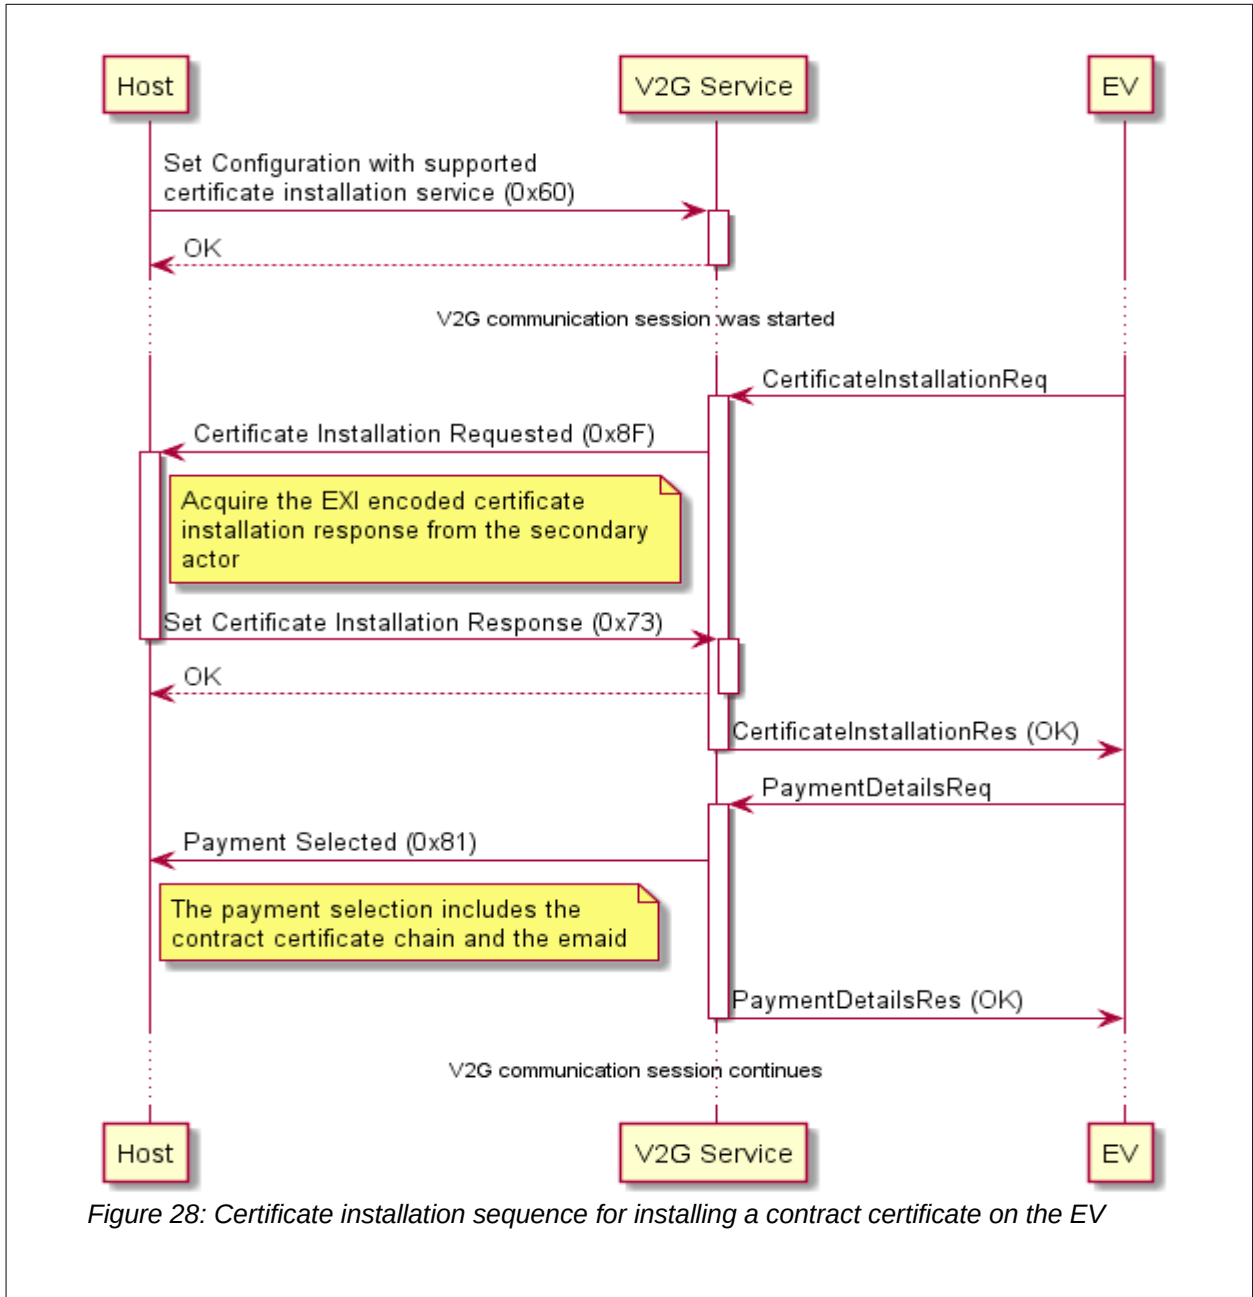 Host
V2G Service
EV
Set Configuration with supported
certificate installation service (0x60)
OK
V2G communication session was started
CertificateInstallationReq
Certificate Installation Requested (0x8F)
Acquire the EXI encoded certificate
installation response from the secondary
actor
Set Certificate Installation Response (0x73)
OK
CertificateInstallationRes (OK)
PaymentDetailsReq
Payment Selected (0x81)
The payment selection includes the
contract certificate chain and the emaid
PaymentDetailsRes (OK)
V2G communication session continues
Host
V2G Service
EV
Figure 28: Certificate installation sequence for installing a contract certificate on the EV